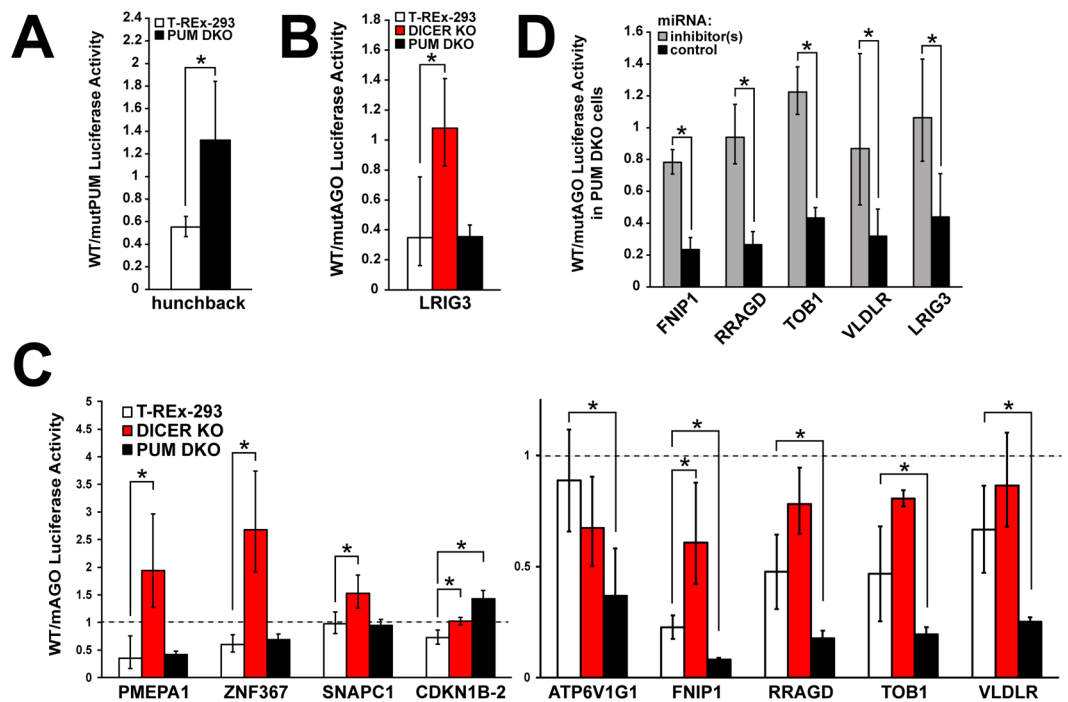 A
WT/mutPUM Luciferase Activity
2.4
2.2
2
1.8
1.6
1.4
1.2
1
0.8
0.6
0.4
0.2
0
T-REx-293
PUM DKO
*
hunchback
B
WT/mutAGO Luciferase Activity
1.8
1.6
1.4
1.2
1
0.8
0.6
0.4
0.2
0
T-REx-293
DICER KO
PUM DKO
*
LRIG3
D
WT/mutAGO Luciferase Activity
in PUM DKO cells
1.6
1.4
1.2
1
0.8
0.6
0.4
0.2
0
miRNA:
inhibitor(s)
control
* * * * *
FNIP1 RRAGD TOB1 VLDLR LRIG3
C
WT/mAGO Luciferase Activity
5
4.5
4
3.5
3
2.5
2
1.5
1
0.5
0
T-REx-293
DICER KO
PUM DKO
* * * * *
PMEPA1 ZNF367 SNAPC1 CDKN1B-2
1
0.5
0
* * * * * *
ATP6V1G1 FNIP1 RRAGD TOB1 VLDLR